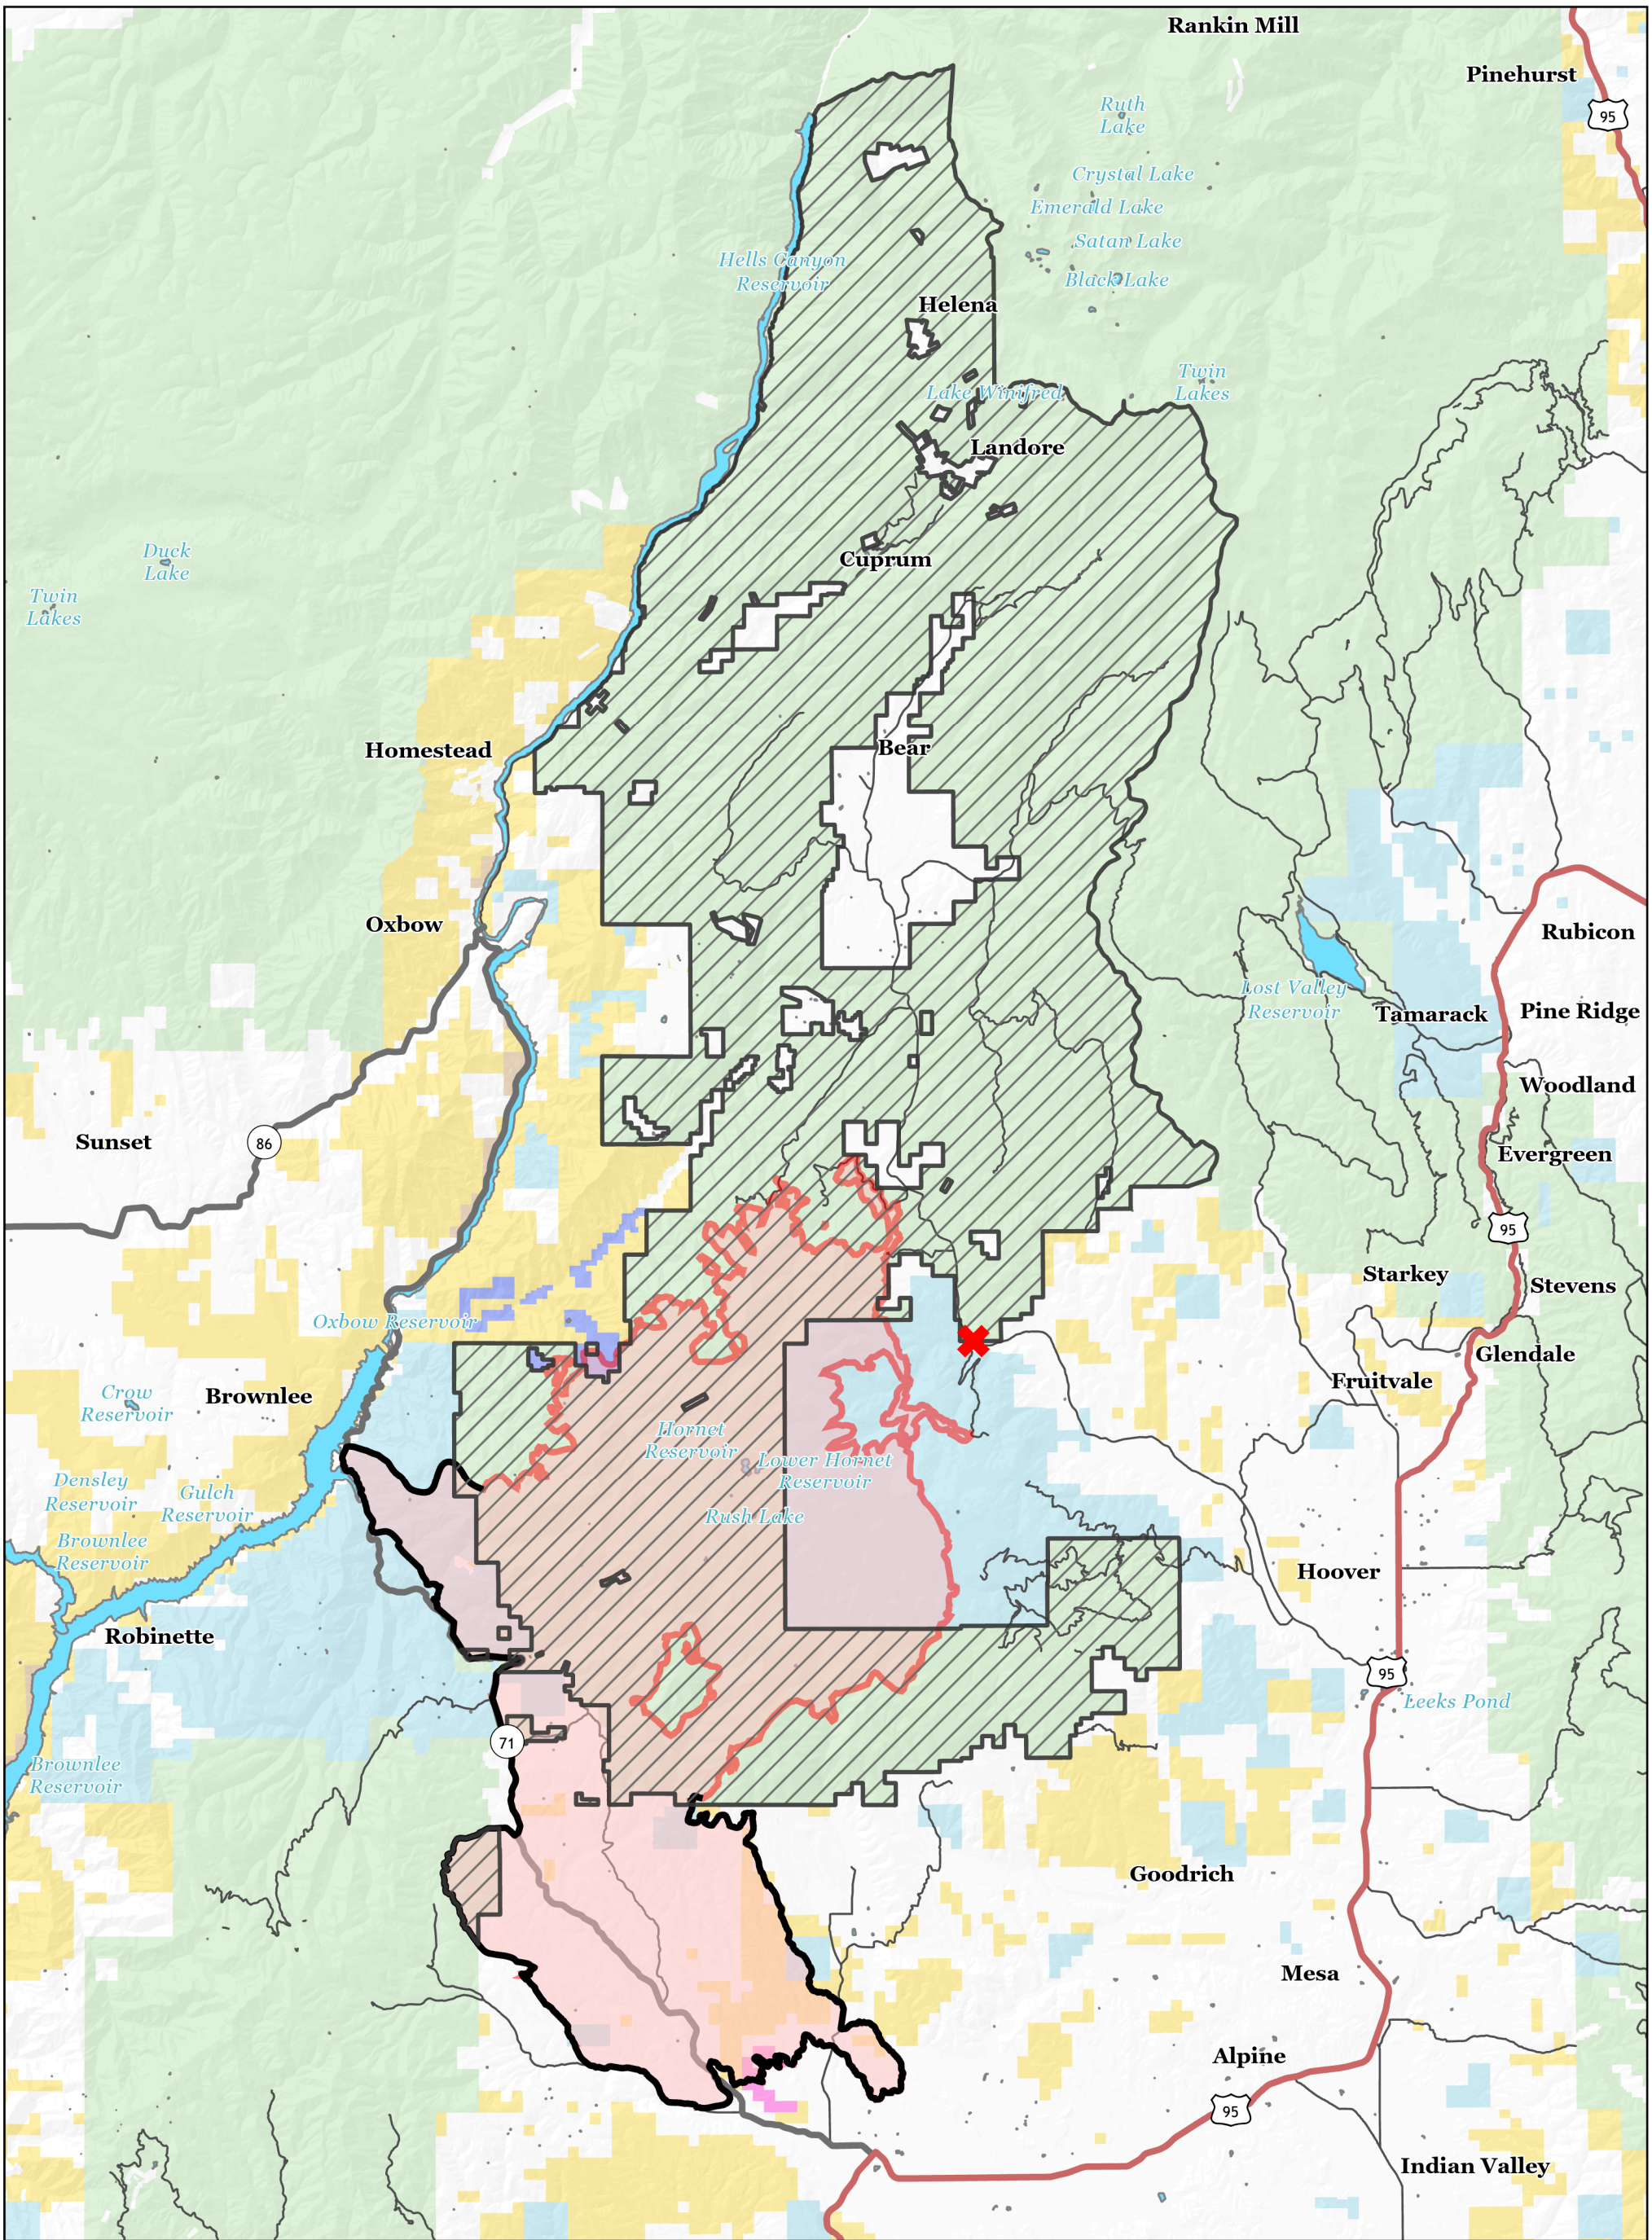 Rankin Mill
Pinehurst
95
Ruth
Lake
Crystal Lake
Emerald Lake
Satan Lake
Black Lake
Hells Canyon
Reservoir
Helena
Twin
Lakes
Lake Winifred
Landore
Duck
Lake
Cuprum
Twin
Lakes
Homestead
Bear
Oxbow
Rubicon
Lost Valley
Reservoir
Tamarack
Pine Ridge
Woodland
Sunset
86
Evergreen
95
Starkey
Stevens
Oxbow Reservoir
Glendale
Crow
Reservoir
Brownlee
Fruitvale
Hornet
Reservoir
Lower Hornet
Reservoir
Densley
Reservoir
Gulch
Reservoir
Rush Lake
Brownlee
Reservoir
Hoover
Robinette
95
Leeks Pond
71
Brownlee
Reservoir
Goodrich
Mesa
Alpine
95
Indian Valley